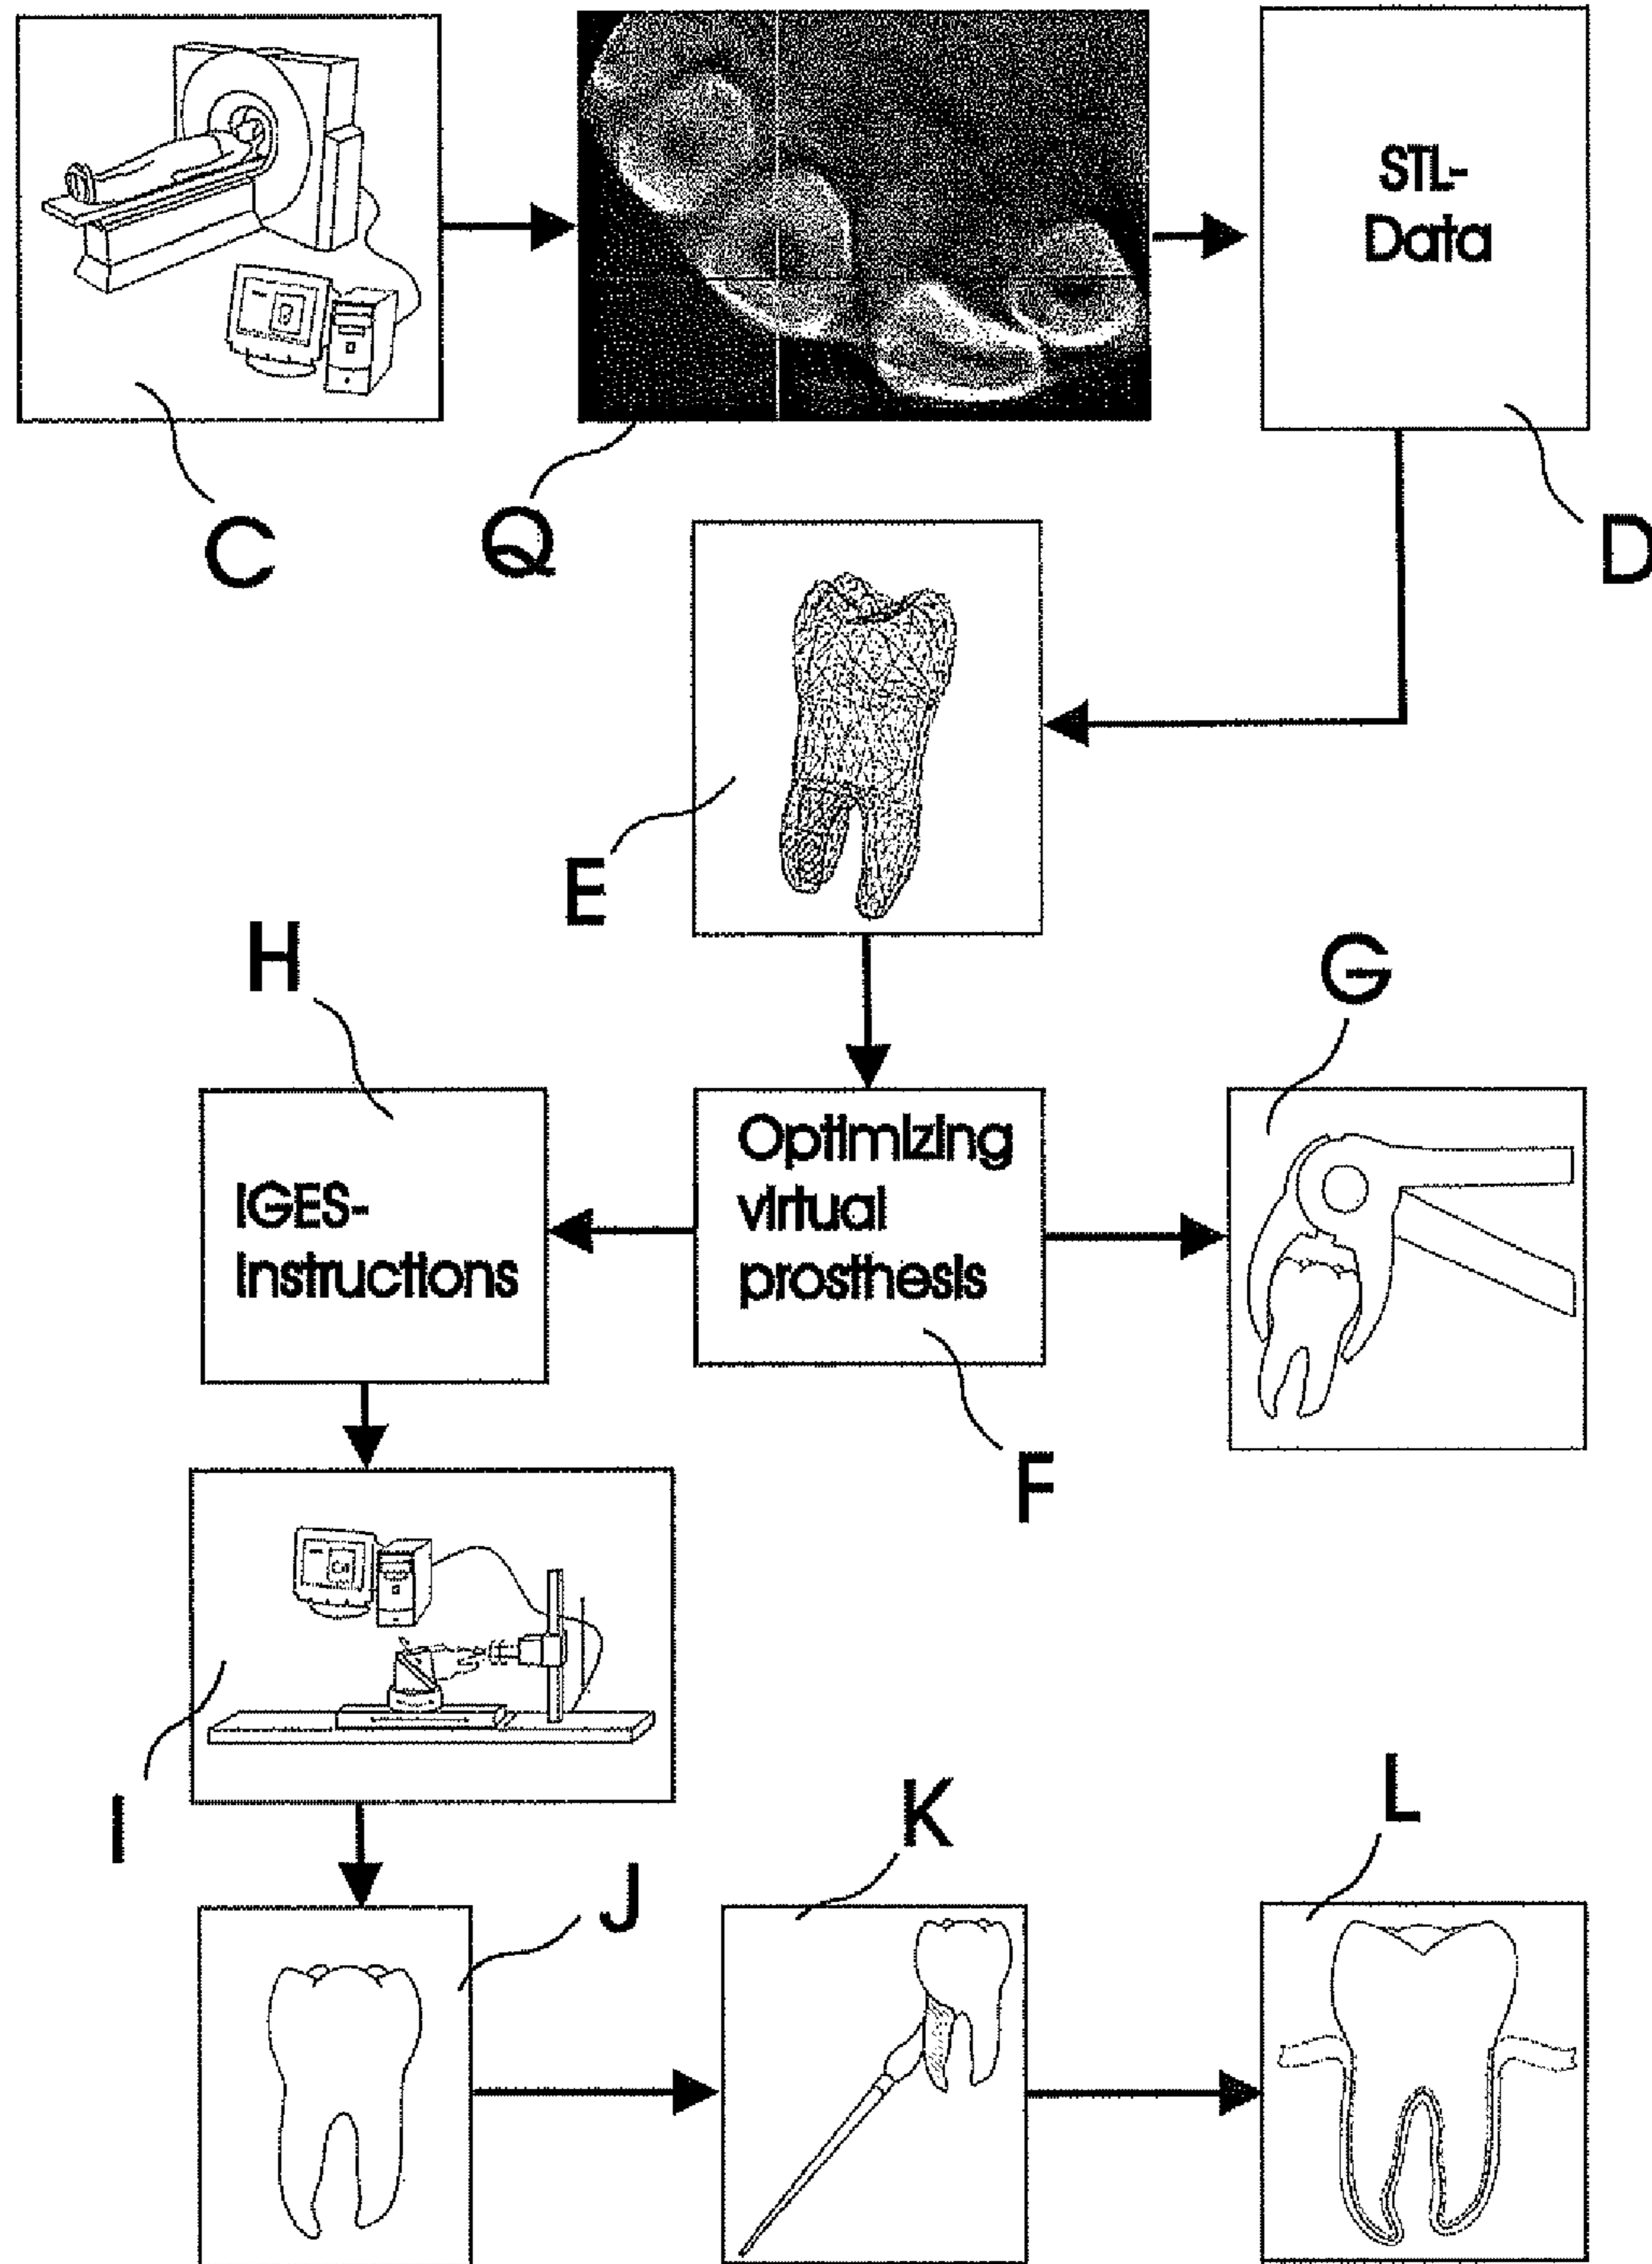 STL-
Data
C
Q
D
E
H
G
IGES-
Instructions
Optimizing
virtual
prosthesis
F
I
K
L
J